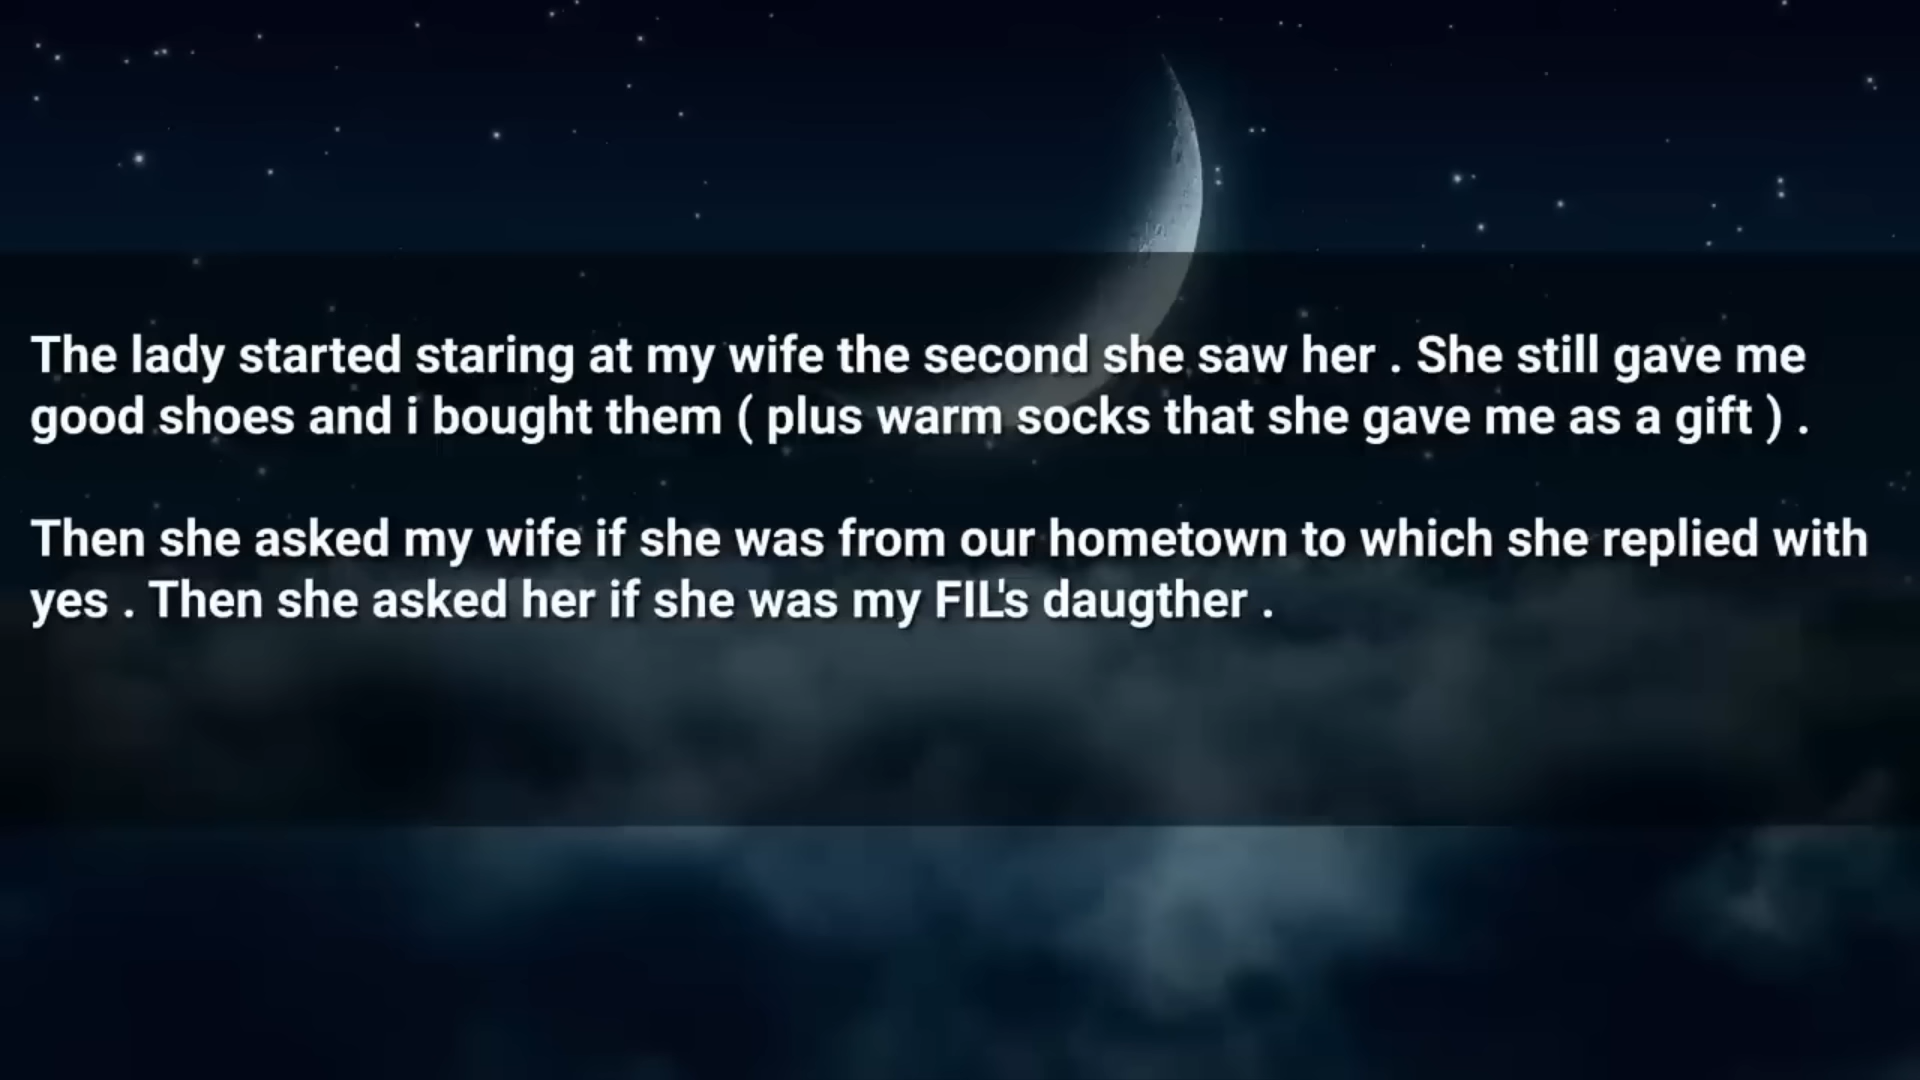 The lady started staring at my wife the second she saw her . She still gave me
good shoes and i bought them ( plus warm socks that she gave me as a gift ) .
Then she asked my wife if she was from our hometown to which she replied with
yes . Then she asked her if she was my FIL's daugther .